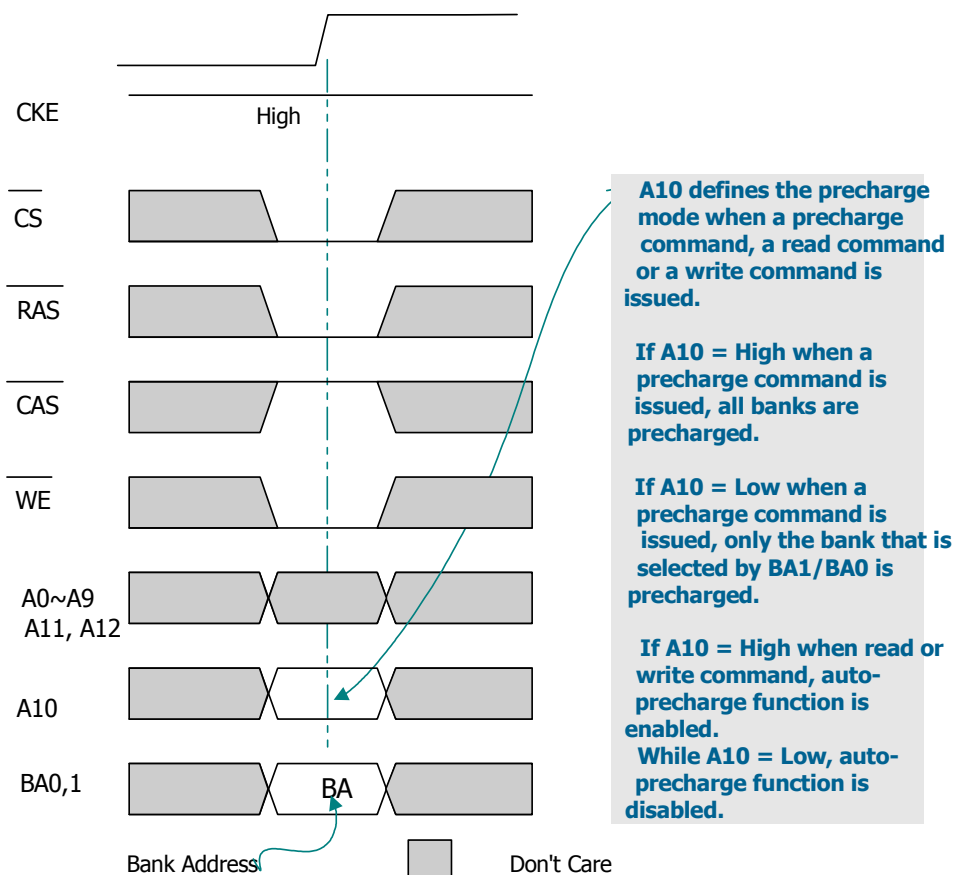 CKE
High
CS
RAS
CAS
WE
A0~A9
A11, A12
A10
BA0,1
BA
Bank Address
Don't Care
A10 defines the precharge
mode when a precharge
command, a read command
or a write command is
issued.
If A10 = High when a
precharge command is
issued, all banks are
precharged.
If A10 = Low when a
precharge command is
issued, only the bank that is
selected by BA1/BA0 is
precharged.
If A10 = High when read or
write command, auto-
precharge function is
enabled.
While A10 = Low, auto-
precharge function is
disabled.